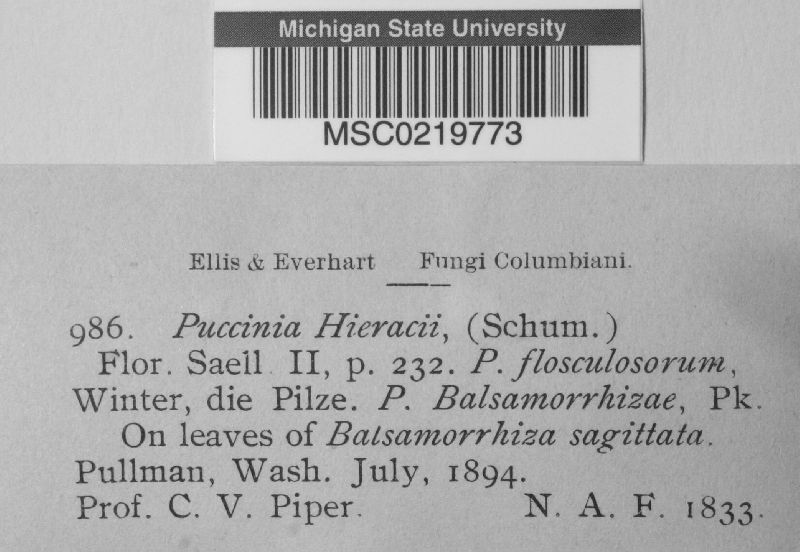 Michigan State University
MSC0219773
Ellis & Everhart Fungi Columbiani.
986. Puccinia Hieracii, (Schum.)
Flor. Saell II, p. 232. P. flosculosorum,
Winter, die Pilze. P. Balsamorrhizae, Pk.
On leaves of Balsamorrhiza sagittata.
Pullman, Wash. July, 1894.
Prof. C. V. Piper. N. A. F. 1833.